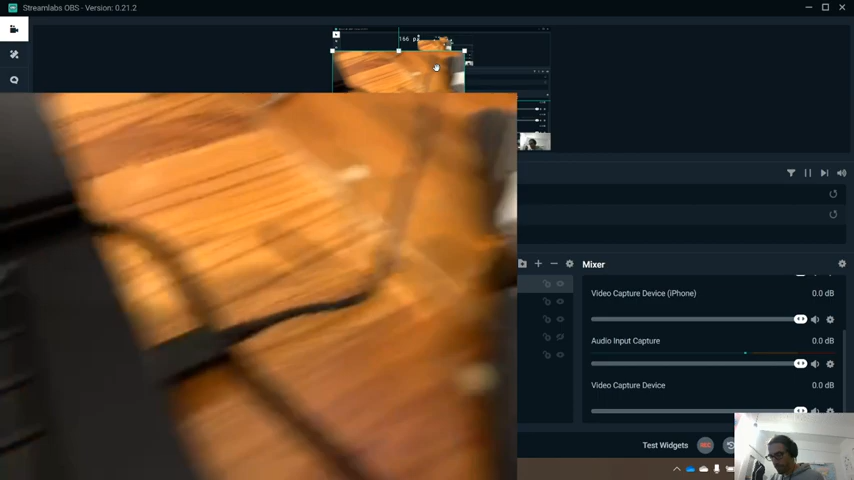 Streamlabs OBS - Version: 0.21.2
Mixer
Video Capture Device (iPhone)
0.0 dB
Audio Input Capture
0.0 dB
Video Capture Device
0.0 dB
Test Widgets
REC